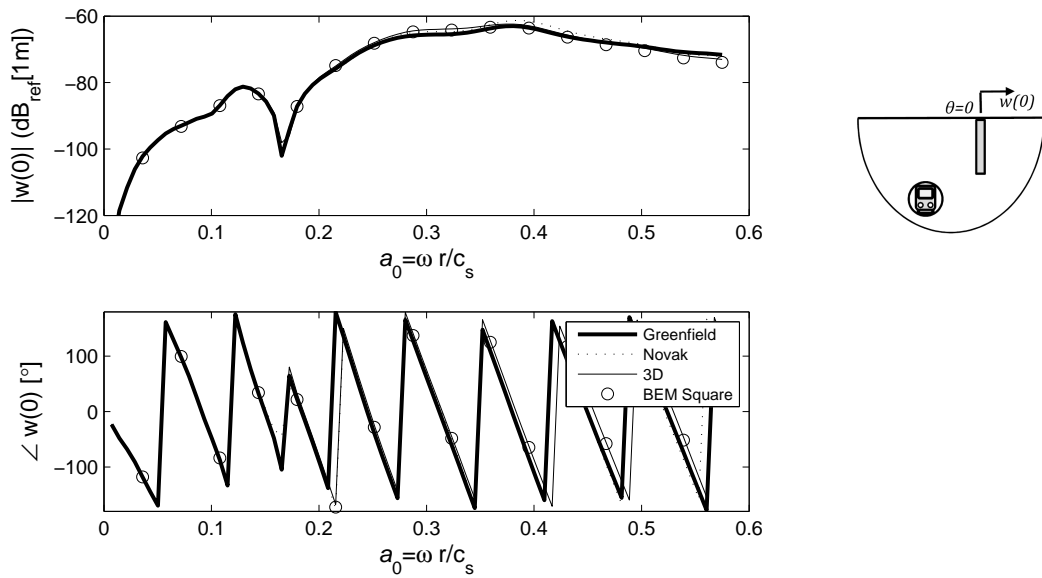 −60
−80
−100
−120
|w(0)| (dB_ref[1m])
0 0.1 0.2 0.3 0.4 0.5 0.6
a_0=ω r/c_s
θ=0
w(0)
100
0
−100
∠ w(0) [°]
0 0.1 0.2 0.3 0.4 0.5 0.6
a_0=ω r/c_s
Greenfield
Novak
3D
BEM Square